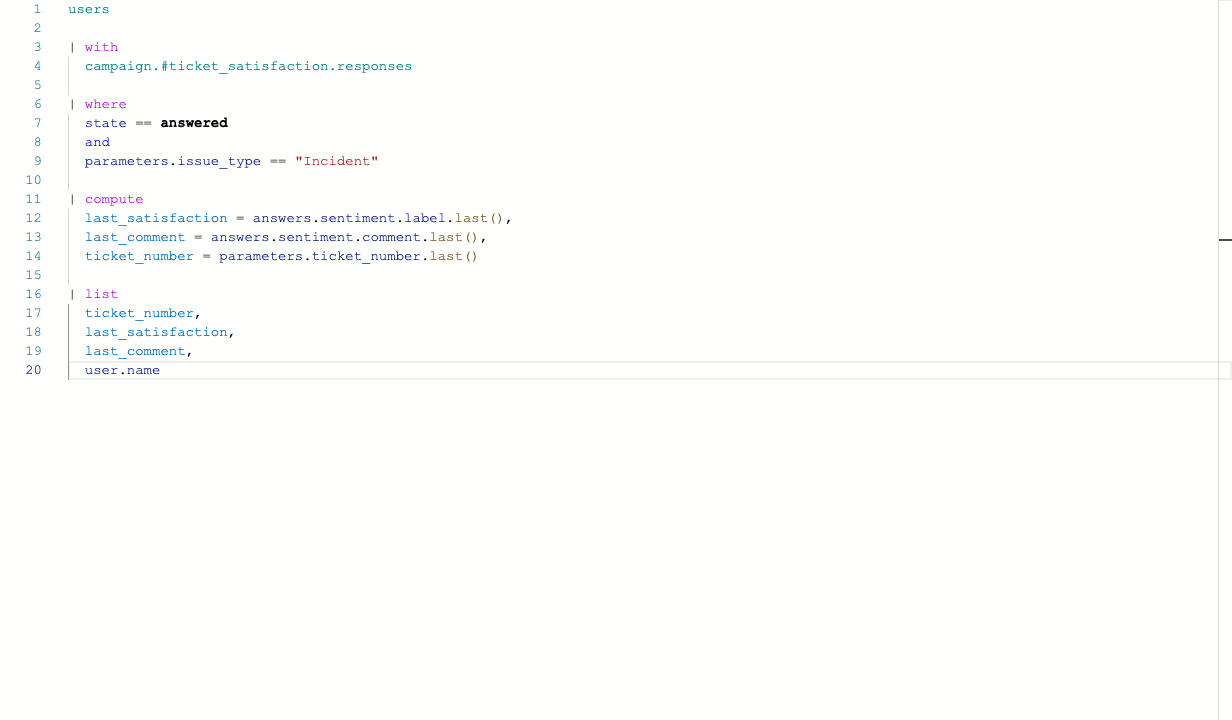 1 users
2
3 | with
4 campaign.#ticket_satisfaction.responses
5
6 | where
7 state == answered
8 and
9 parameters.issue_type == "Incident"
10
11 | compute
12 last_satisfaction = answers.sentiment.label.last(),
13 last_comment = answers.sentiment.comment.last(),
14 ticket_number = parameters.ticket_number.last()
15
16 | list
17 ticket_number,
18 last_satisfaction,
19 last_comment,
20 user.name